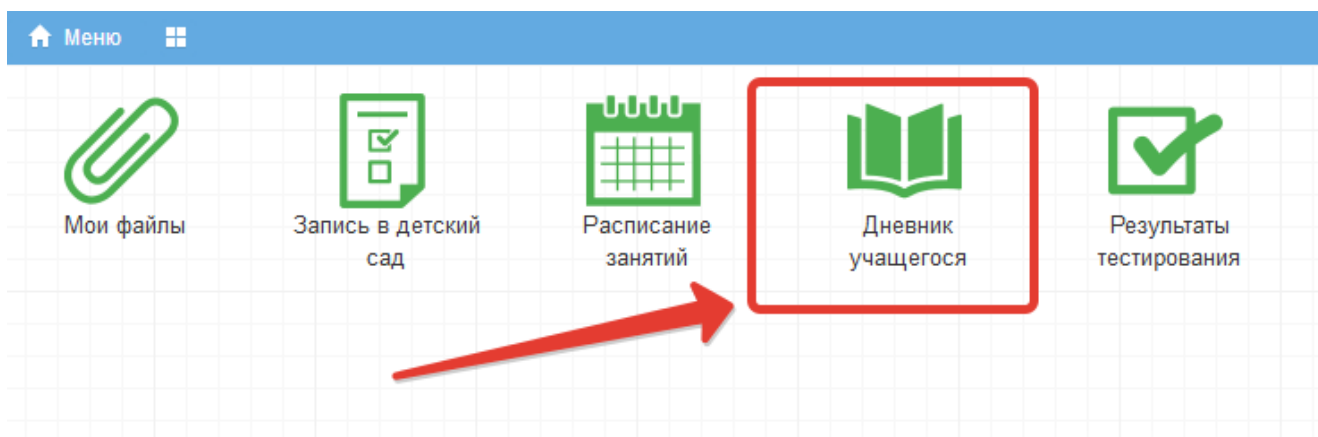 Меню
Мои файлы
Запись в детский
сад
Расписание
занятий
Дневник
учащегося
Результаты
тестирования